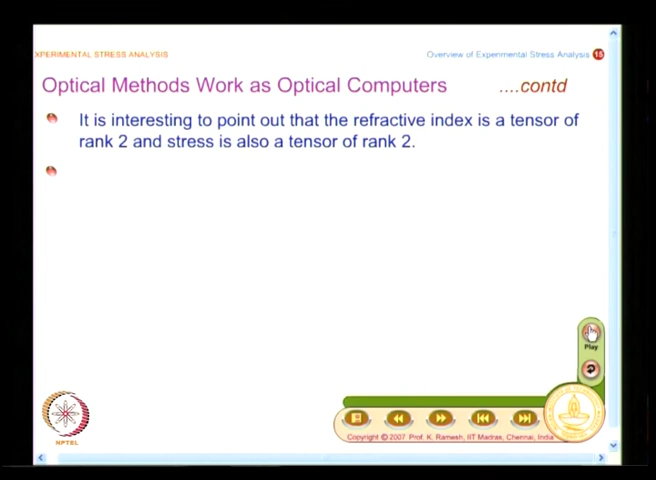 XPERIMENTAL STRESS ANALYSIS
Overview of Experimental Stress Analysis 15
Optical Methods Work as Optical Computers ....contd
It is interesting to point out that the refractive index is a tensor of
rank 2 and stress is also a tensor of rank 2.
Play
NPTEL
Copyright © 2007 Prof. K. Ramesh, IIT Madras, Chennai, India